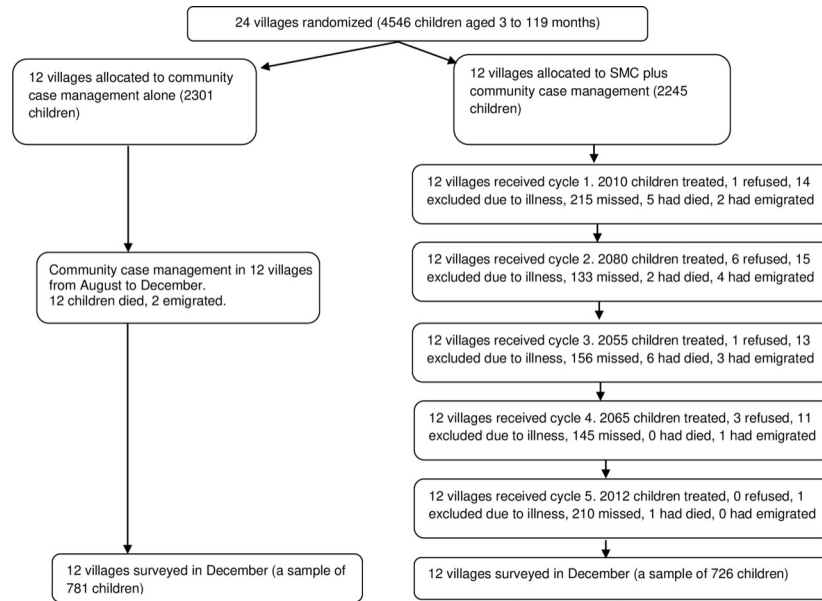 24 villages randomized (4546 children aged 3 to 119 months)
12 villages allocated to community
case management alone (2301
children)
12 villages allocated to SMC plus
community case management (2245
children)
12 villages received cycle 1. 2010 children treated, 1 refused, 14
excluded due to illness, 215 missed, 5 had died, 2 had emigrated
12 villages received cycle 2. 2080 children treated, 6 refused, 15
excluded due to illness, 133 missed, 2 had died, 4 had emigrated
Community case management in 12 villages
from August to December.
12 children died, 2 emigrated.
12 villages received cycle 3. 2055 children treated, 1 refused, 13
excluded due to illness, 156 missed, 6 had died, 3 had emigrated
12 villages received cycle 4. 2065 children treated, 3 refused, 11
excluded due to illness, 145 missed, 0 had died, 1 had emigrated
12 villages received cycle 5. 2012 children treated, 0 refused, 1
excluded due to illness, 210 missed, 1 had died, 0 had emigrated
12 villages surveyed in December (a sample of
781 children)
12 villages surveyed in December (a sample of 726 children)